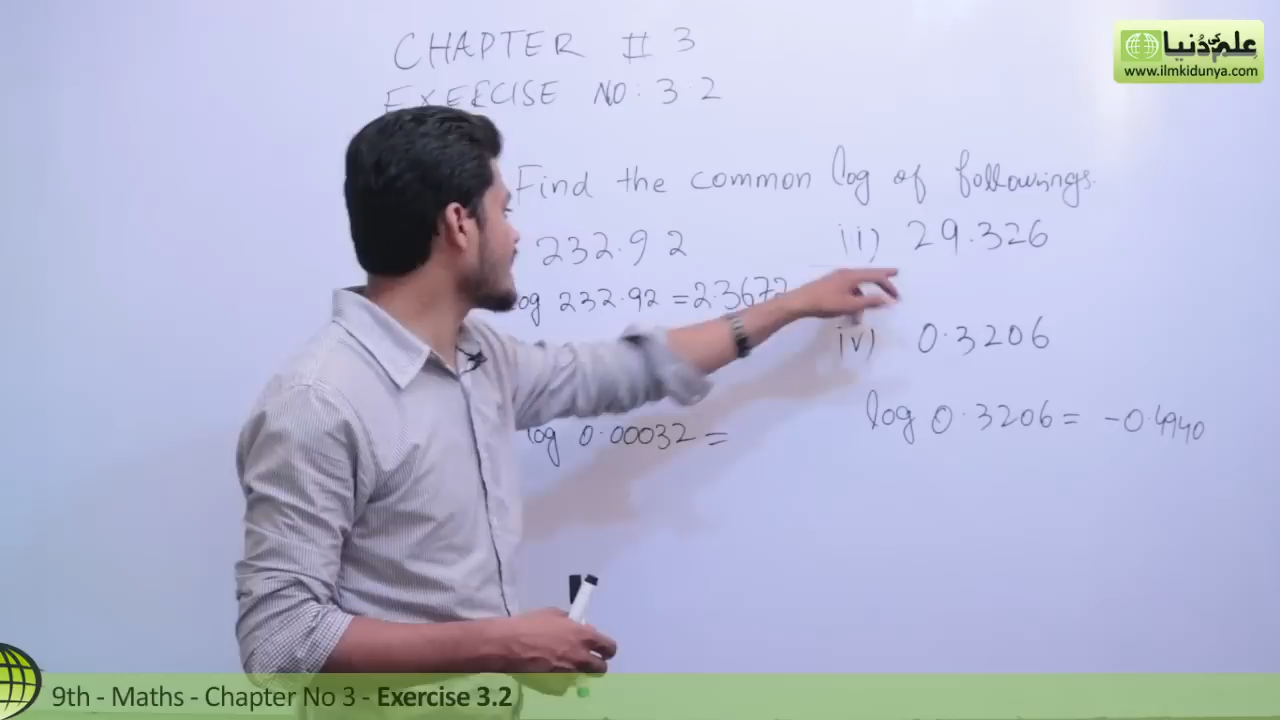 علم کی دُنیا
www.ilmkidunya.com
CHAPTER # 3
EXERCISE NO: 3.2
Find the common log of followings.
232.92
ii) 29.326
log 232.92 = 2.3672
iv) 0.3206
log 0.3206 = -0.4940
log 0.00032 =
9th - Maths - Chapter No 3 - Exercise 3.2